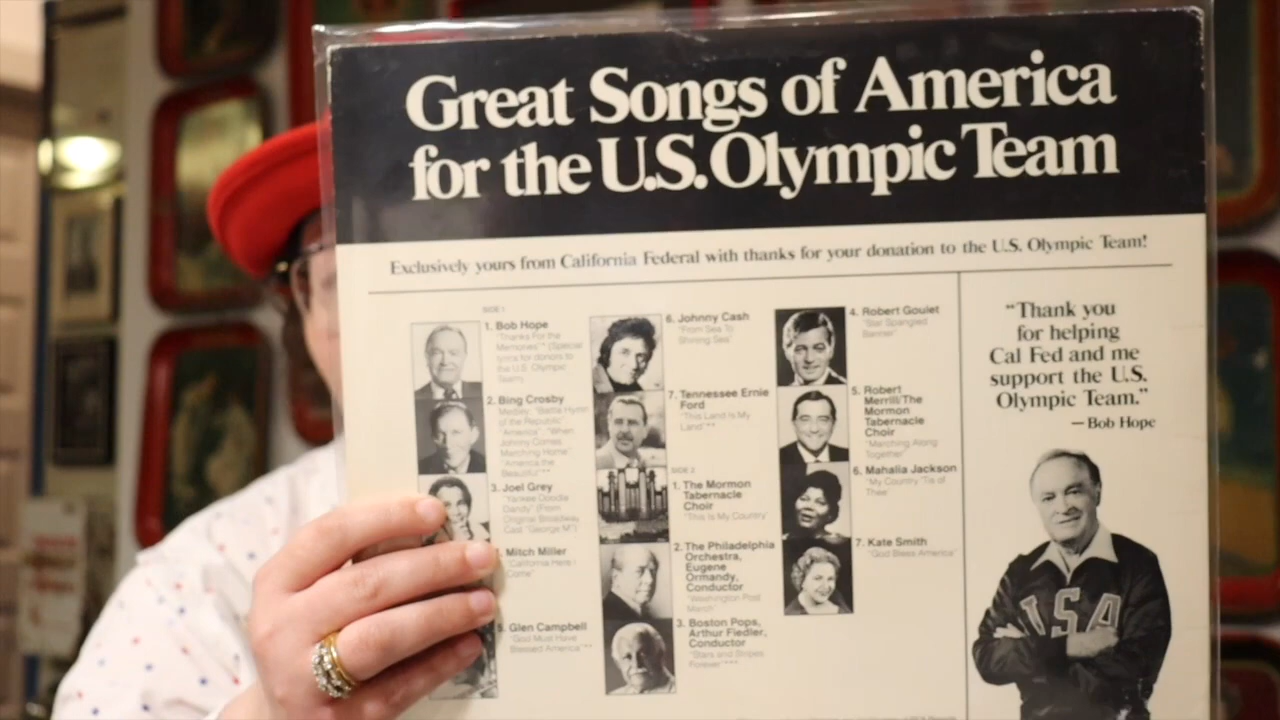 Great Songs of America
for the U.S. Olympic Team
Exclusively yours from California Federal with thanks for your donation to the U.S. Olympic Team!
SIDE 1
1. Bob Hope
"Thanks For the
Memories"* (Special
lyrics for donors to
the U.S. Olympic
Team)
2. Bing Crosby
Medley: "Battle Hymn
of the Republic"
"America" "When
Johnny Comes
Marching Home"
"America the
Beautiful"**
3. Joel Grey
"Yankee Doodle
Dandy" (From
Original Broadway
Cast "George M")
Mitch Miller
"California Here I
Come"
5. Glen Campbell
"God Must Have
Blessed America"**
6. Johnny Cash
"From Sea To
Shining Sea"
7. Tennessee Ernie
Ford
"This Land Is My
Land"**
SIDE 2
1. The Mormon
Tabernacle
Choir
"This Is My Country"
2. The Philadelphia
Orchestra,
Eugene
Ormandy,
Conductor
"Washington Post
March"
3. Boston Pops,
Arthur Fiedler,
Conductor
"Stars and Stripes
Forever"***
4. Robert Goulet
"Star Spangled
Banner"
5. Robert
Merrill/The
Mormon
Tabernacle
Choir
"Marching Along
Together"
6. Mahalia Jackson
"My Country 'Tis of
Thee"
7. Kate Smith
"God Bless America"
"Thank you
for helping
Cal Fed and me
support the U.S.
Olympic Team."
— Bob Hope
USA